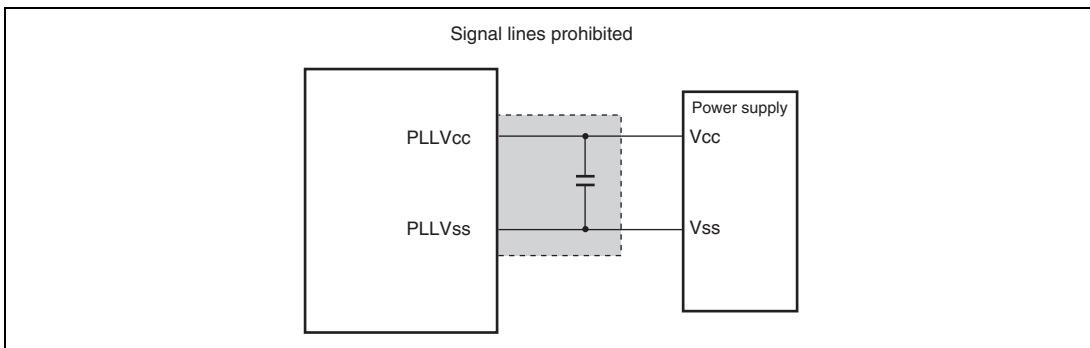 Signal lines prohibited
Power supply
PLLVcc
Vcc
PLLVss
Vss